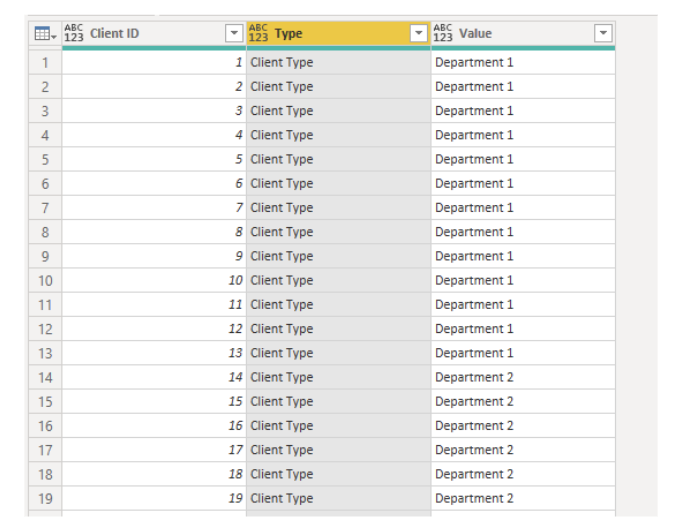 ABC 123 Client ID ABC 123 Type ABC 123 Value
1 1 Client Type Department 1
2 2 Client Type Department 1
3 3 Client Type Department 1
4 4 Client Type Department 1
5 5 Client Type Department 1
6 6 Client Type Department 1
7 7 Client Type Department 1
8 8 Client Type Department 1
9 9 Client Type Department 1
10 10 Client Type Department 1
11 11 Client Type Department 1
12 12 Client Type Department 1
13 13 Client Type Department 1
14 14 Client Type Department 2
15 15 Client Type Department 2
16 16 Client Type Department 2
17 17 Client Type Department 2
18 18 Client Type Department 2
19 19 Client Type Department 2